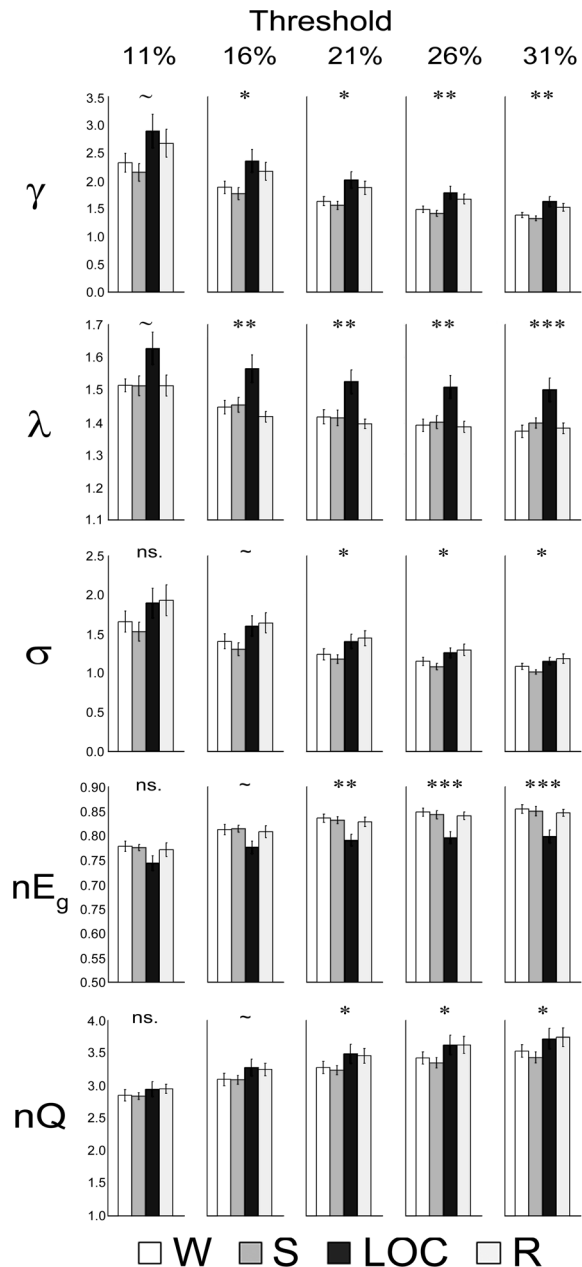 Threshold
11% 16% 21% 26% 31%
~ * * ** **
γ
3.5
3.0
2.5
2.0
1.5
1.0
0.5
0.0
~ ** ** ** ***
λ
1.7
1.6
1.5
1.4
1.3
1.2
1.1
ns. ~ * * *
σ
2.5
2.0
1.5
1.0
0.5
0.0
ns. ~ ** *** ***
nEg
0.90
0.85
0.80
0.75
0.70
0.65
0.60
0.55
0.50
ns. ~ * * *
nQ
4.0
3.5
3.0
2.5
2.0
1.5
1.0
W S LOC R